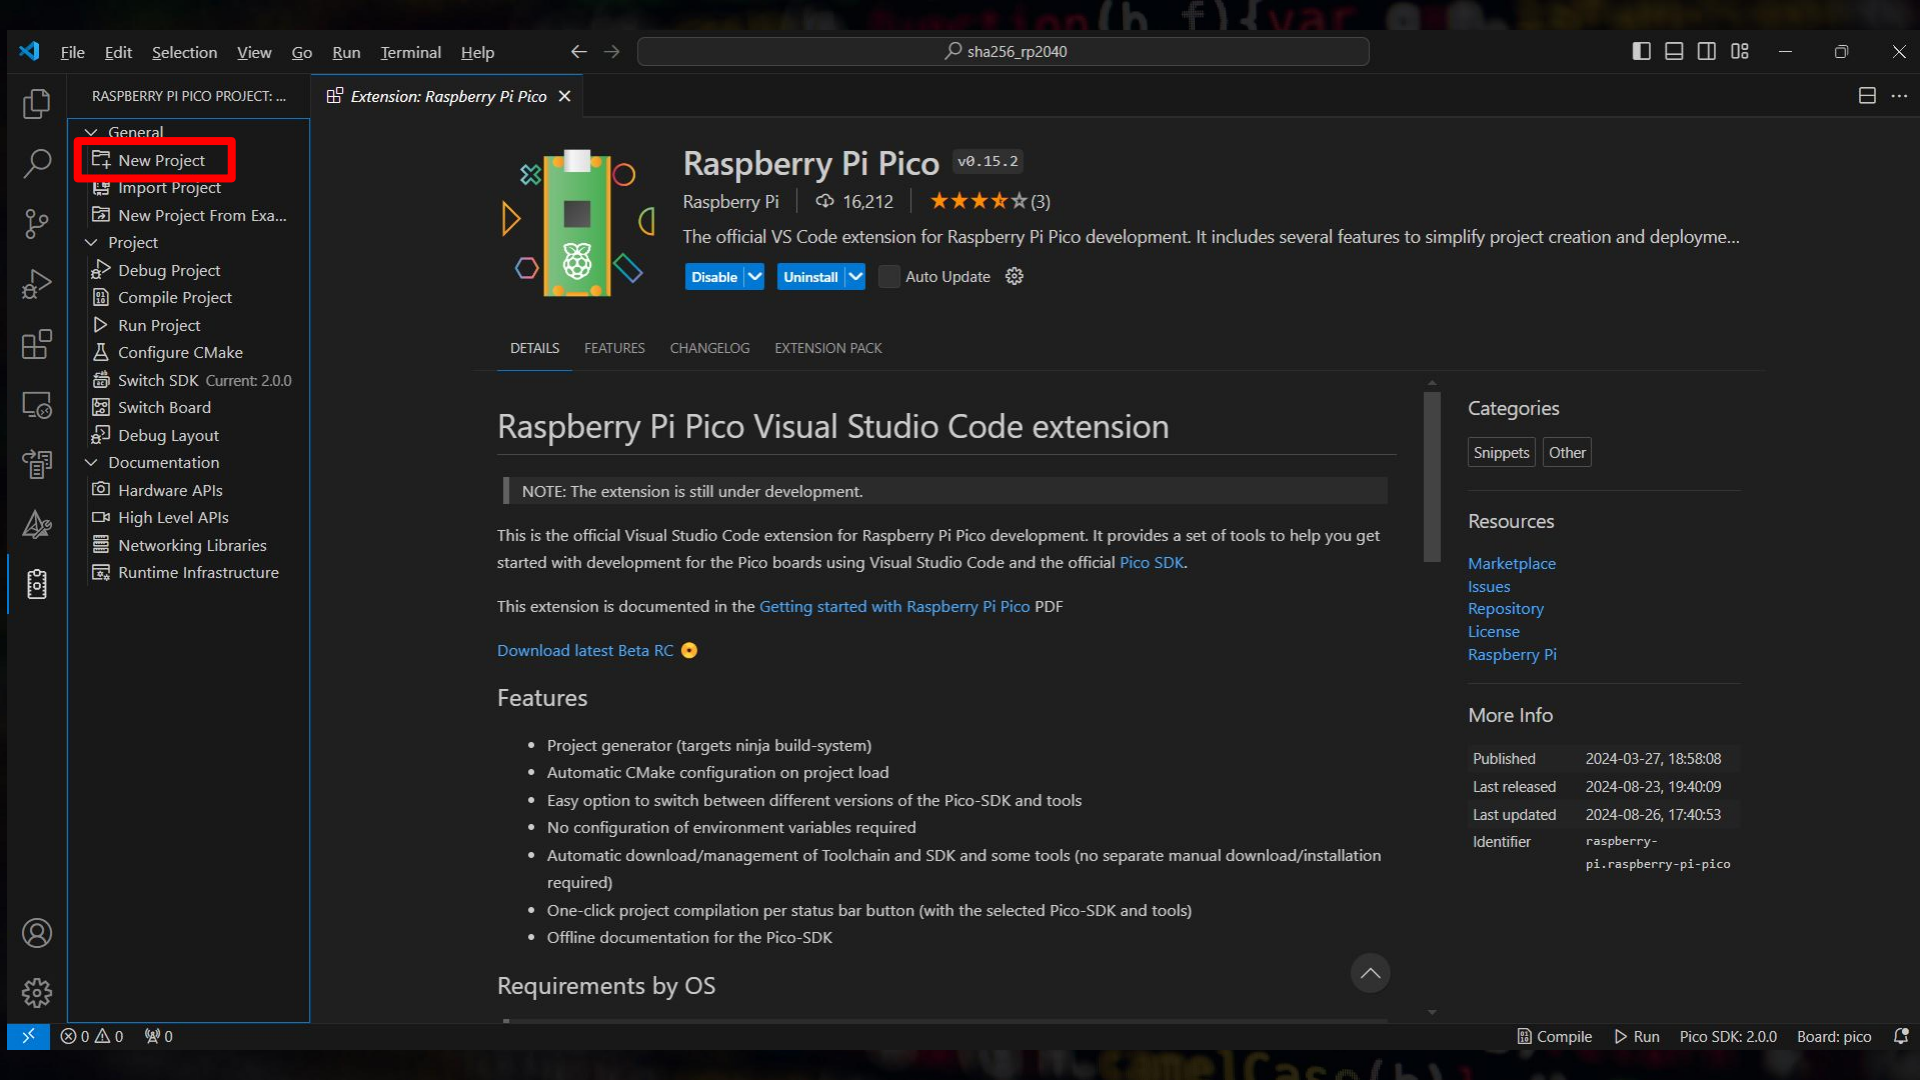 File Edit Selection View Go Run Terminal Help
sha256_rp2040
RASPBERRY PI PICO PROJECT: ...
General
New Project
Import Project
New Project From Exa...
Project
Debug Project
Compile Project
Run Project
Configure CMake
Switch SDK Current: 2.0.0
Switch Board
Debug Layout
Documentation
Hardware APIs
High Level APIs
Networking Libraries
Runtime Infrastructure
Extension: Raspberry Pi Pico
Raspberry Pi Pico v0.15.2
Raspberry Pi 16,212 (3)
The official VS Code extension for Raspberry Pi Pico development. It includes several features to simplify project creation and deployme...
Disable Uninstall Auto Update
DETAILS FEATURES CHANGELOG EXTENSION PACK
Raspberry Pi Pico Visual Studio Code extension
NOTE: The extension is still under development.
This is the official Visual Studio Code extension for Raspberry Pi Pico development. It provides a set of tools to help you get
started with development for the Pico boards using Visual Studio Code and the official Pico SDK.
This extension is documented in the Getting started with Raspberry Pi Pico PDF
Download latest Beta RC
Features
Project generator (targets ninja build-system)
Automatic CMake configuration on project load
Easy option to switch between different versions of the Pico-SDK and tools
No configuration of environment variables required
Automatic download/management of Toolchain and SDK and some tools (no separate manual download/installation
required)
One-click project compilation per status bar button (with the selected Pico-SDK and tools)
Offline documentation for the Pico-SDK
Requirements by OS
Categories
Snippets Other
Resources
Marketplace
Issues
Repository
License
Raspberry Pi
More Info
Published 2024-03-27, 18:58:08
Last released 2024-08-23, 19:40:09
Last updated 2024-08-26, 17:40:53
Identifier raspberry-
pi.raspberry-pi-pico
0 0 0
Compile Run Pico SDK: 2.0.0 Board: pico